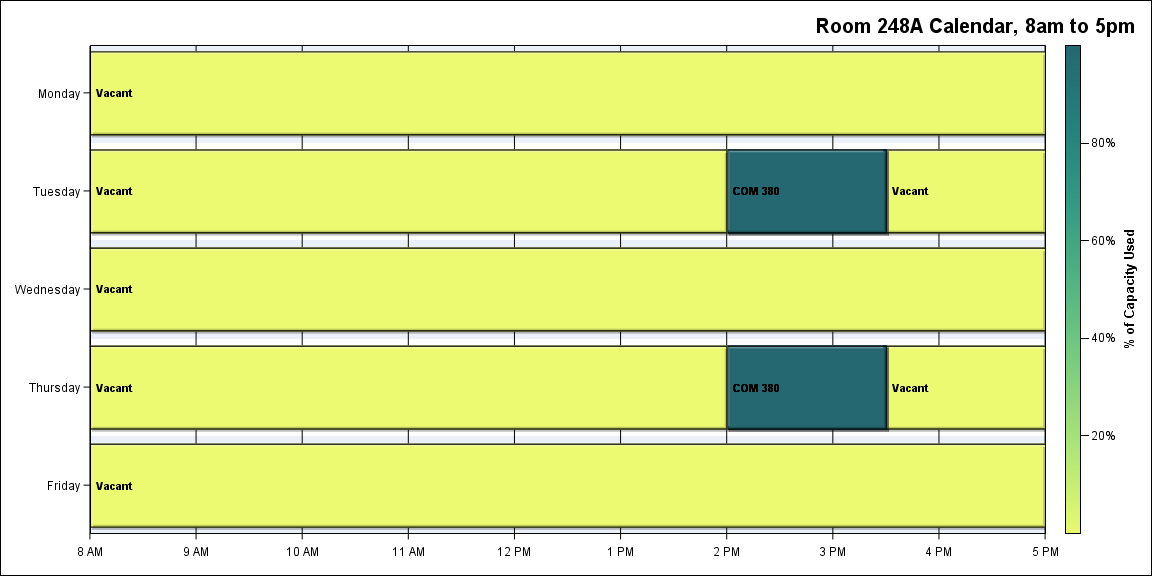 Room 248A Calendar, 8am to 5pm
Monday
Vacant
Tuesday
Vacant
COM 380
Vacant
Wednesday
Vacant
Thursday
Vacant
COM 380
Vacant
Friday
Vacant
8 AM 9 AM 10 AM 11 AM 12 PM 1 PM 2 PM 3 PM 4 PM 5 PM
80%
60%
40%
20%
% of Capacity Used